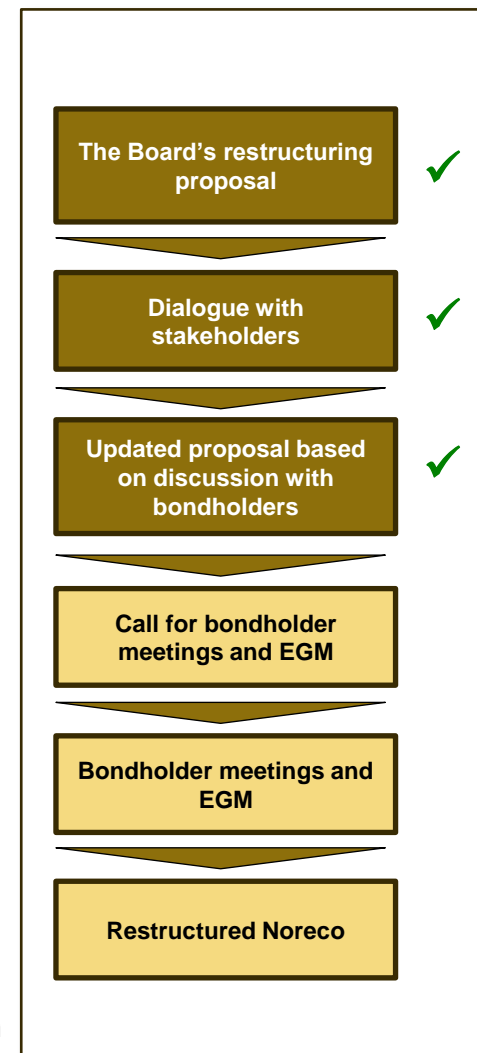 The Board's restructuring
proposal
Dialogue with
stakeholders
Updated proposal based
on discussion with
bondholders
Call for bondholder
meetings and EGM
Bondholder meetings and
EGM
Restructured Noreco